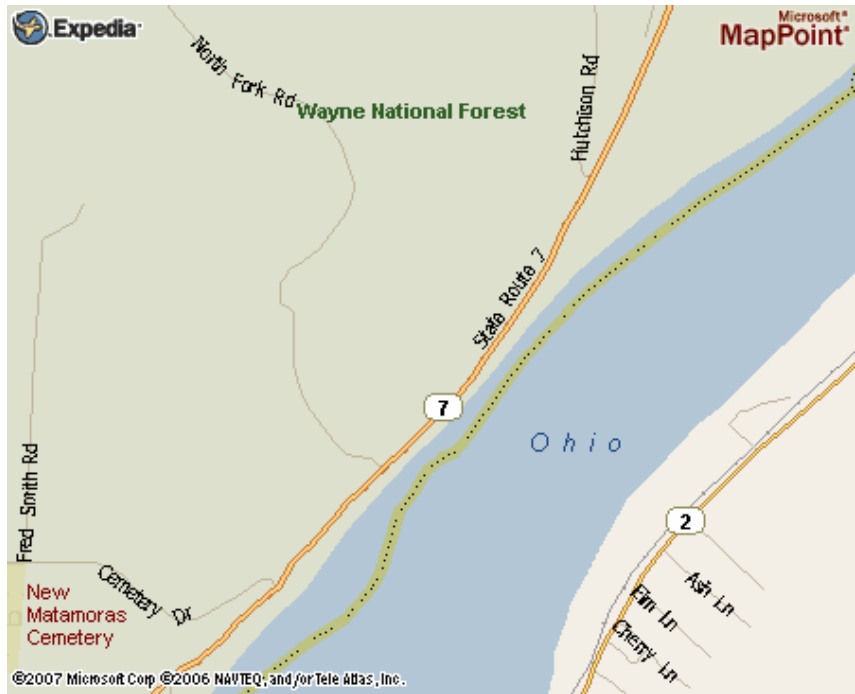 Expedia
Microsoft®
MapPoint®
North Fork Rd
Wayne National Forest
Hutchison Rd
State Route 7
7
Ohio
2
Fred Smith Rd
Cemetery Dr
New
Matamoras
Cemetery
Ash Ln
Elm Ln
Cherry Ln
©2007 Microsoft Corp ©2006 NAVTEQ, and/or Tele Atlas, Inc.